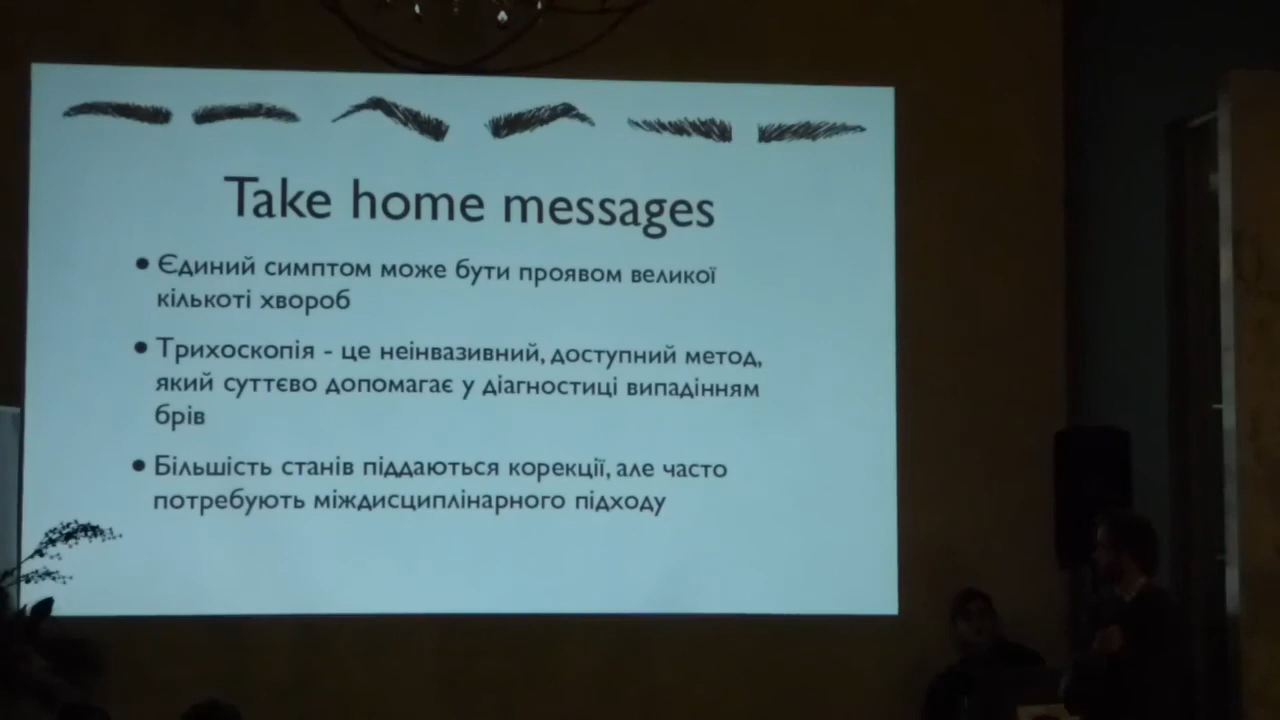 Take home messages
• Єдиний симптом може бути проявом великої
кількоті хвороб
• Трихоскопія - це неінвазивний, доступний метод,
який суттєво допомагає у діагностиці випадінням
брів
• Більшість станів піддаються корекції, але часто
потребують міждисциплінарного підходу